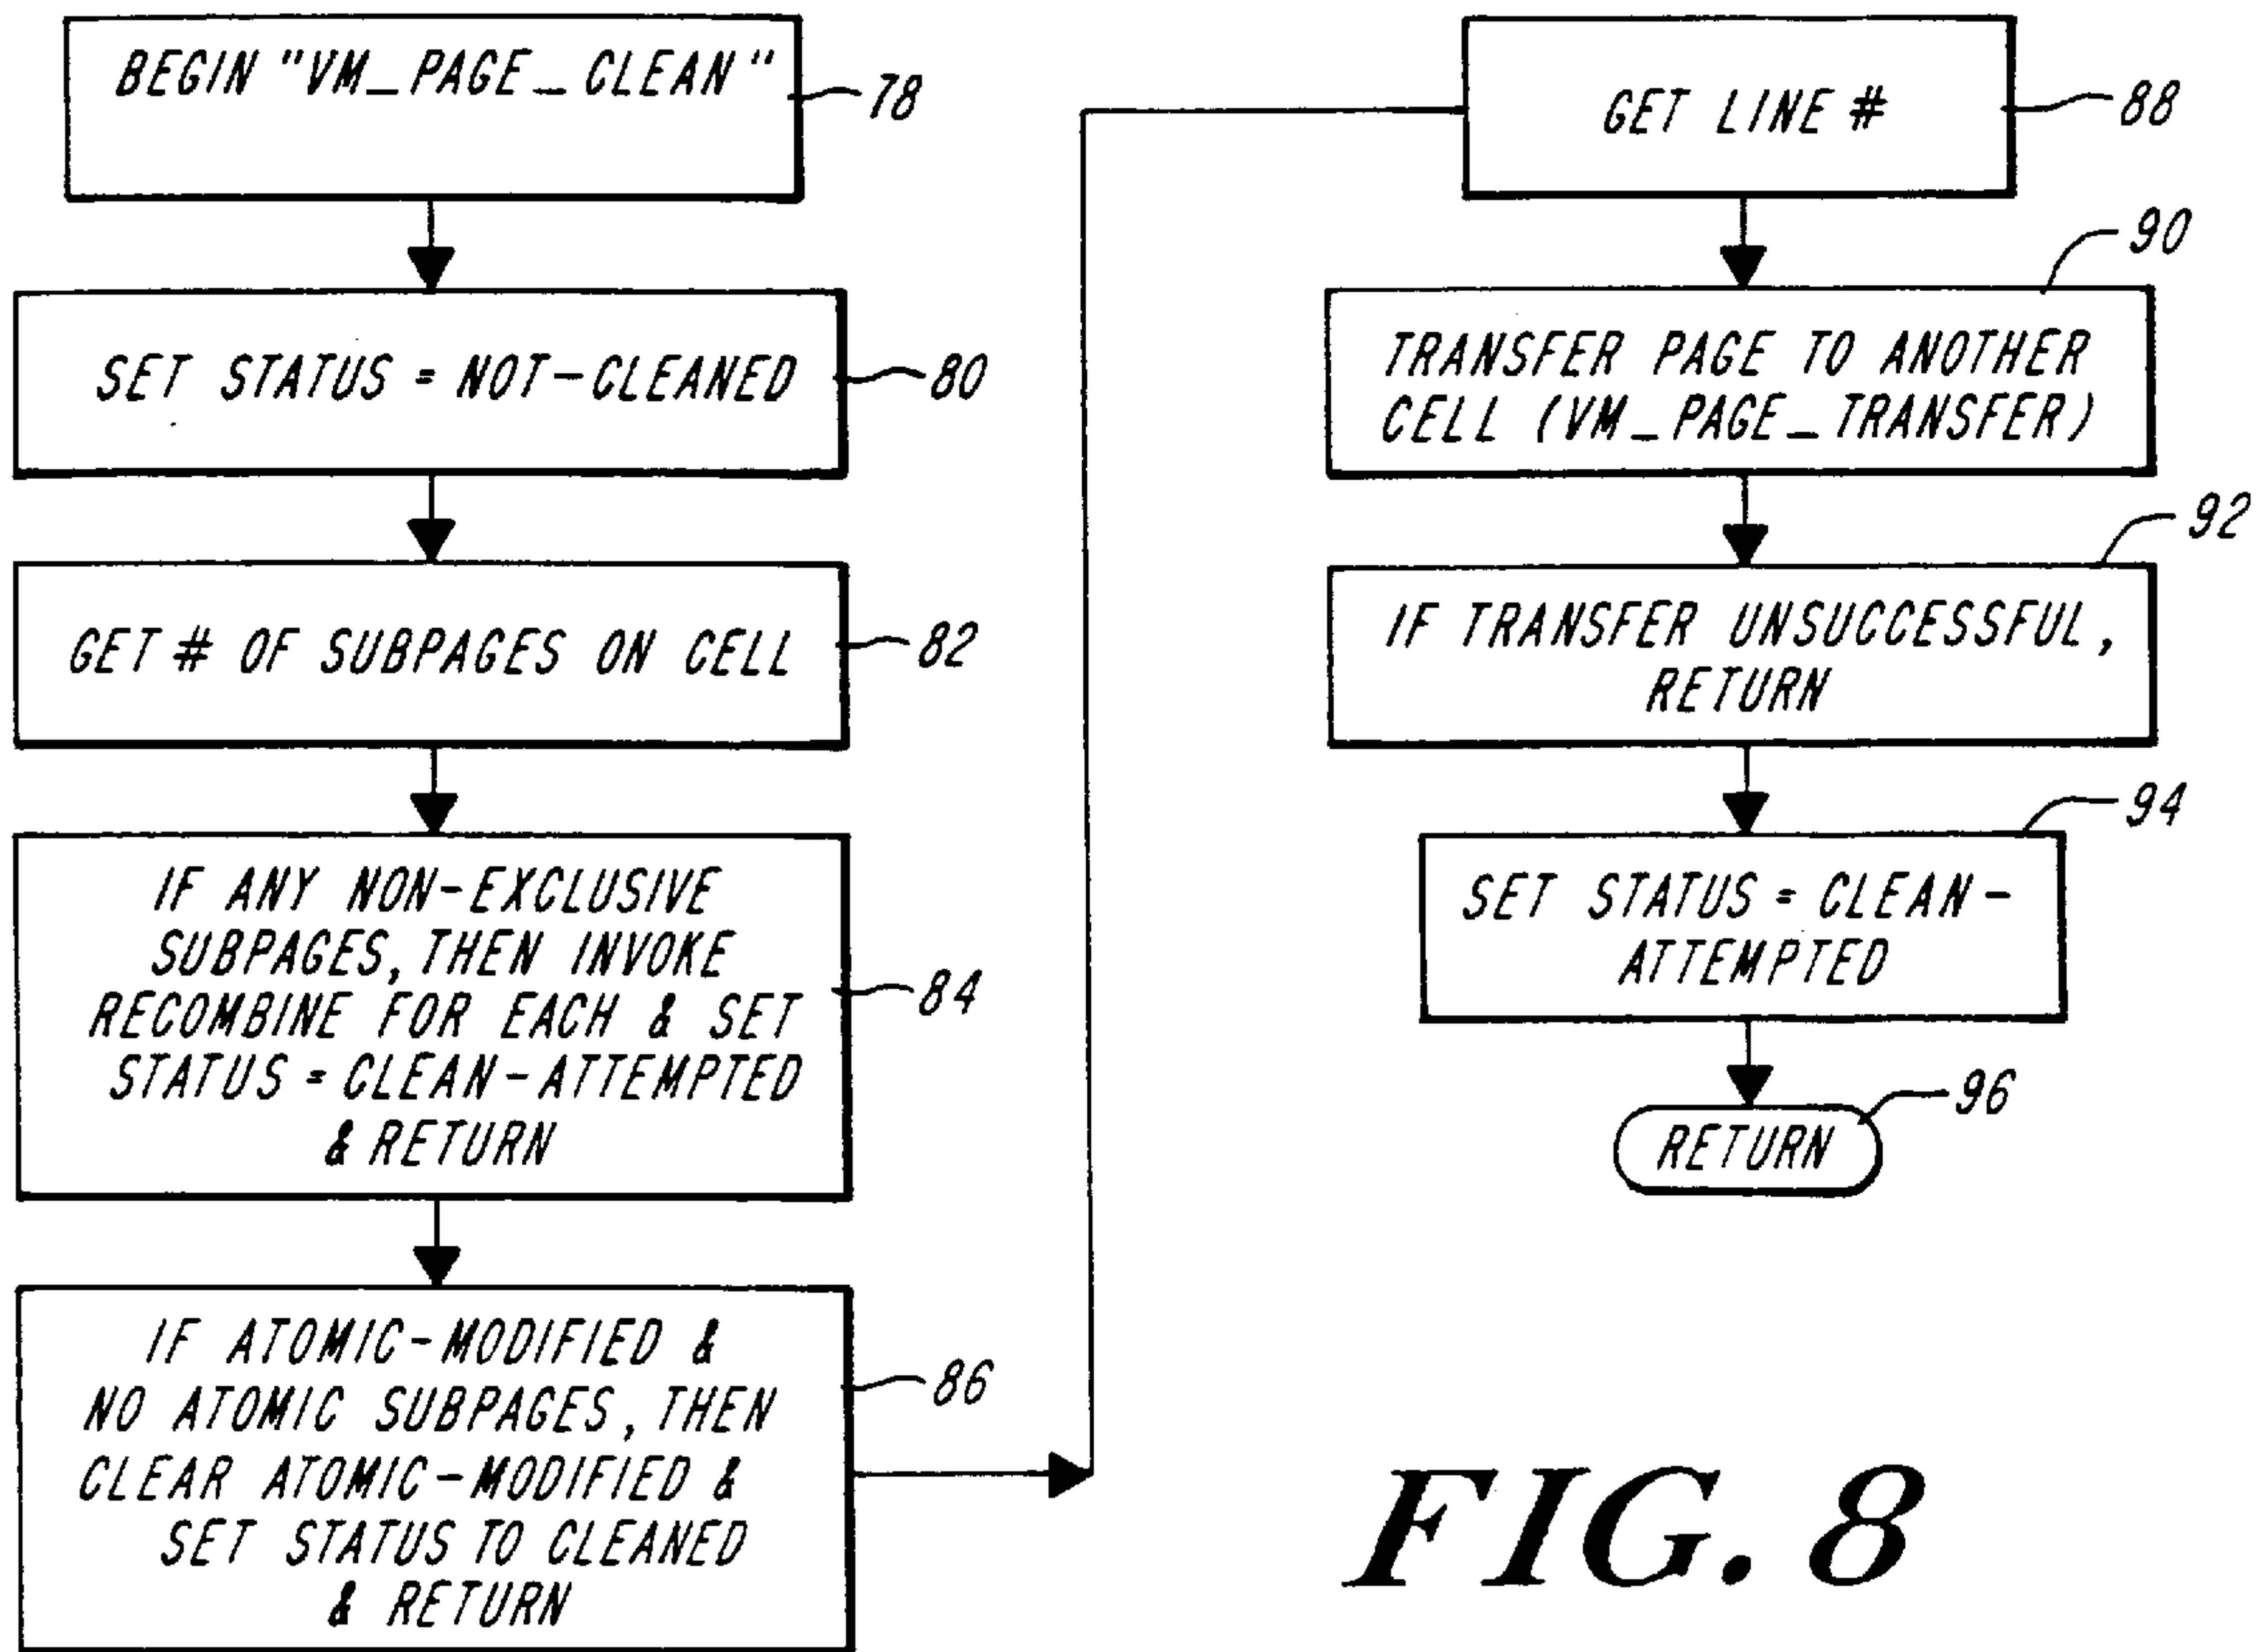 BEGIN "VM_PAGE_CLEAN"
78
SET STATUS = NOT-CLEANED
80
GET # OF SUBPAGES ON CELL
82
IF ANY NON-EXCLUSIVE
SUBPAGES, THEN INVOKE
RECOMBINE FOR EACH & SET
STATUS = CLEAN-ATTEMPTED
& RETURN
84
IF ATOMIC-MODIFIED &
NO ATOMIC SUBPAGES, THEN
CLEAR ATOMIC-MODIFIED &
SET STATUS TO CLEANED
& RETURN
86
GET LINE #
88
TRANSFER PAGE TO ANOTHER
CELL (VM_PAGE_TRANSFER)
90
IF TRANSFER UNSUCCESSFUL,
RETURN
92
SET STATUS = CLEAN-
ATTEMPTED
94
RETURN
96
FIG. 8